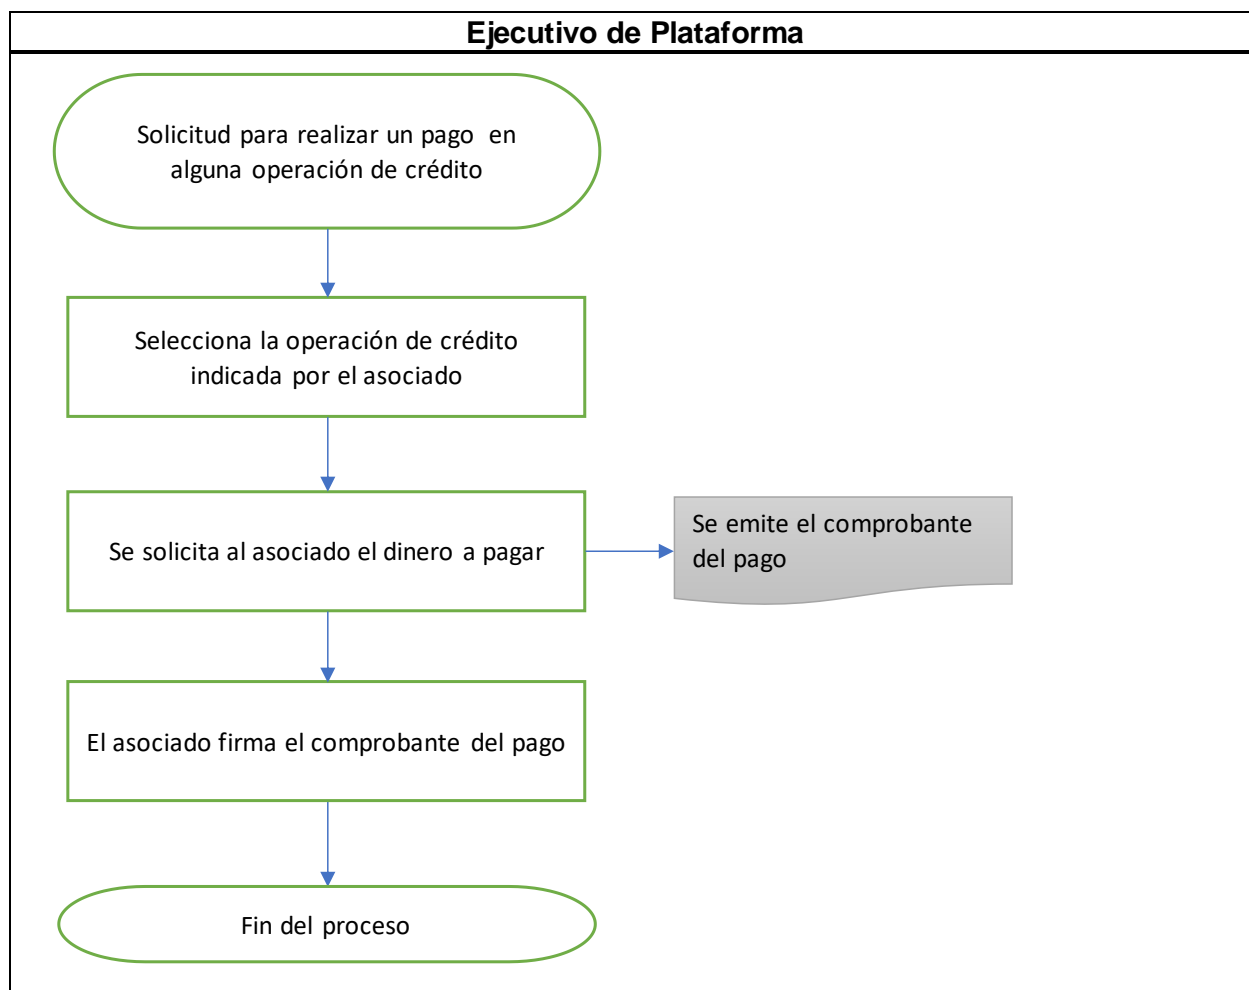 Ejecutivo de Plataforma
Solicitud para realizar un pago en
alguna operación de crédito
Selecciona la operación de crédito
indicada por el asociado
Se solicita al asociado el dinero a pagar
Se emite el comprobante
del pago
El asociado firma el comprobante del pago
Fin del proceso